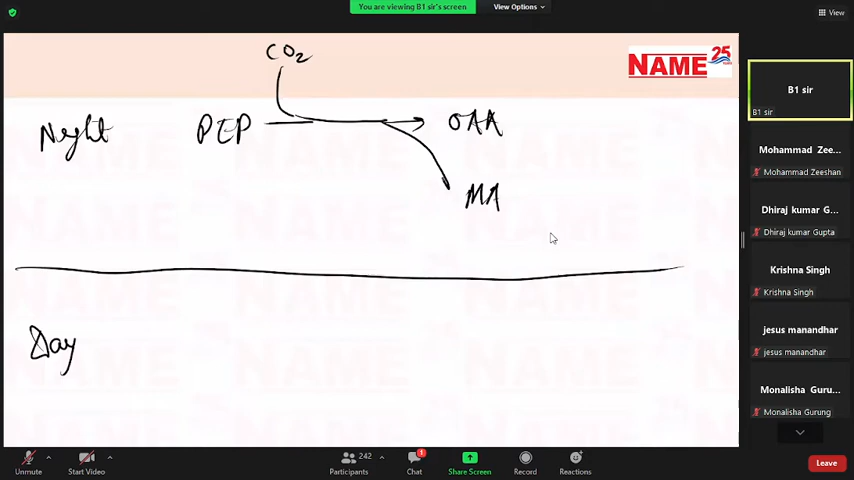 You are viewing B1 sir's screen
View Options
View
CO2
NAME 25
YEARS
Night PEP OAA
MA
Day
B1 sir
B1 sir
Mohammad Zee...
Mohammad Zeeshan
Dhiraj kumar G...
Dhiraj kumar Gupta
Krishna Singh
Krishna Singh
jesus manandhar
jesus manandhar
Monalisha Guru...
Monalisha Gurung
Unmute
Start Video
242
Participants
1
Chat
Share Screen
Record
Reactions
Leave